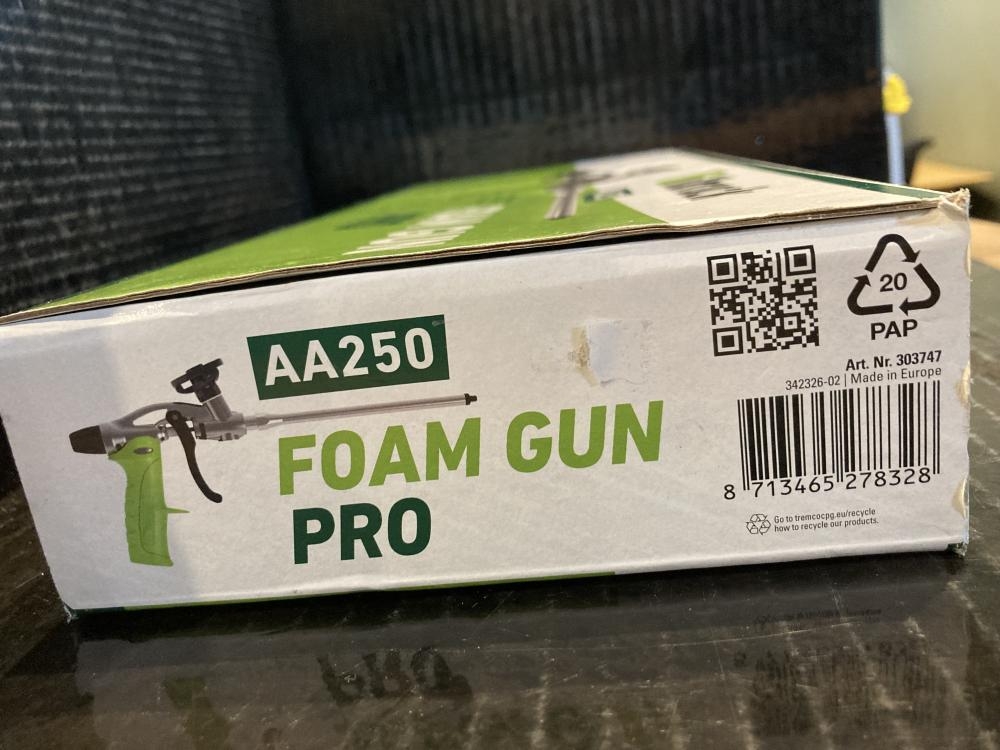 AA250
FOAM GUN
PRO
20
PAP
Art. Nr. 303747
342326-02 | Made in Europe
8 713465 278328
Go to tremcocpg.eu/recycle
how to recycle our products.